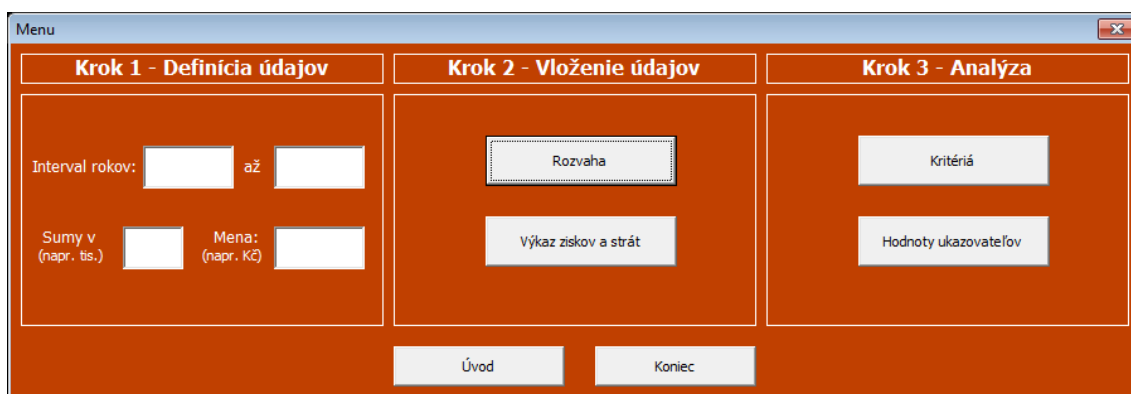 Menu
Krok 1 - Definícia údajov
Krok 2 - Vloženie údajov
Krok 3 - Analýza
Interval rokov:
až
Sumy v
(napr. tis.)
Mena:
(napr. Kč)
Rozvaha
Výkaz ziskov a strát
Kritériá
Hodnoty ukazovateľov
Úvod
Koniec